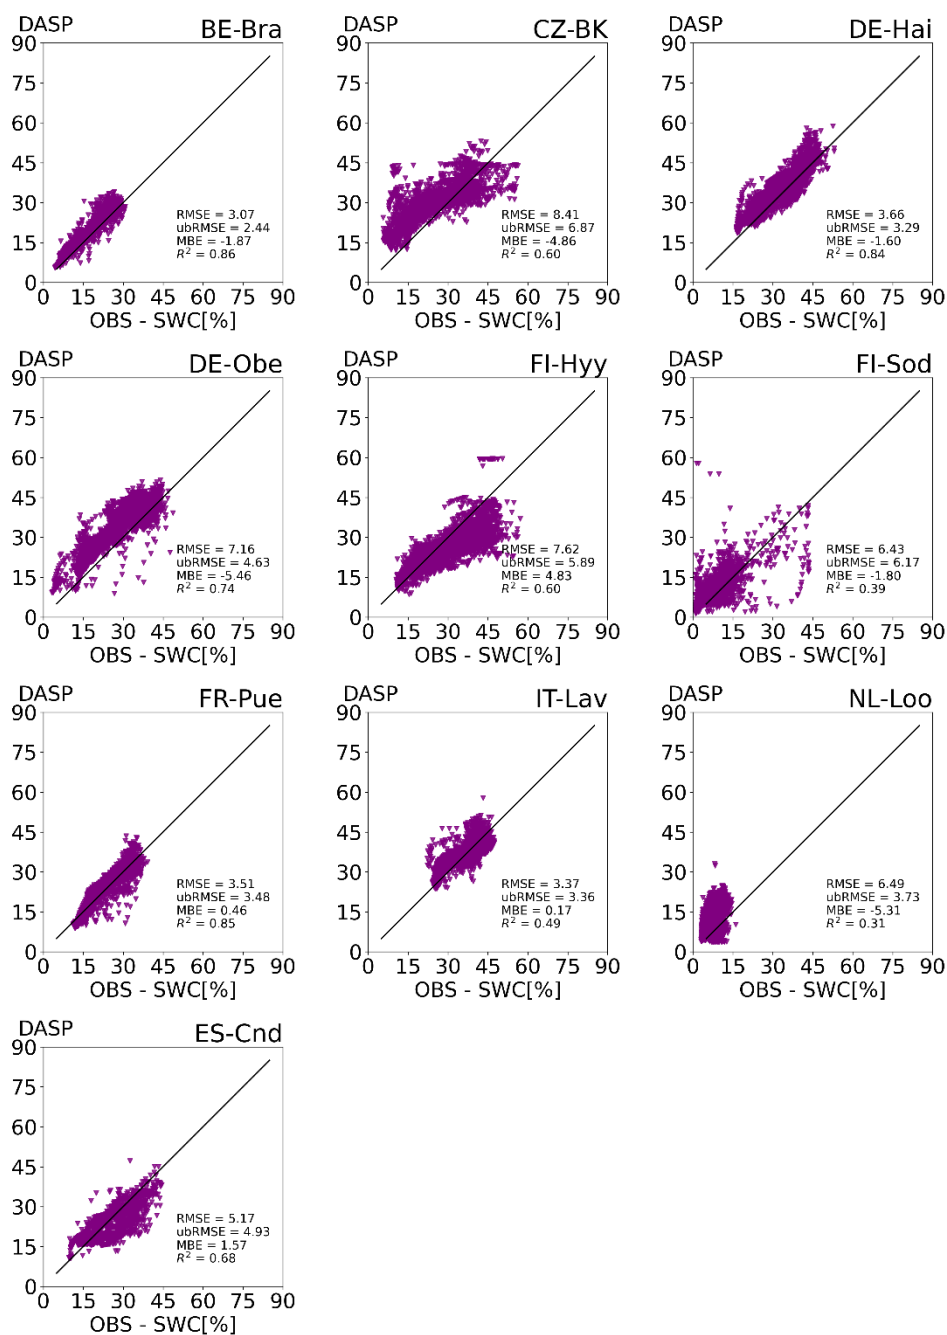 DASP
BE-Bra
90
75
60
45
30
15
0
RMSE = 3.07
ubRMSE = 2.44
MBE = -1.87
R² = 0.86
0 15 30 45 60 75 90
OBS - SWC[%]
DASP
CZ-BK
90
75
60
45
30
15
0
RMSE = 8.41
ubRMSE = 6.87
MBE = -4.86
R² = 0.60
0 15 30 45 60 75 90
OBS - SWC[%]
DASP
DE-Hai
90
75
60
45
30
15
0
RMSE = 3.66
ubRMSE = 3.29
MBE = -1.60
R² = 0.84
0 15 30 45 60 75 90
OBS - SWC[%]
DASP
DE-Obe
90
75
60
45
30
15
0
RMSE = 7.16
ubRMSE = 4.63
MBE = -5.46
R² = 0.74
0 15 30 45 60 75 90
OBS - SWC[%]
DASP
FI-Hyy
90
75
60
45
30
15
0
RMSE = 7.62
ubRMSE = 5.89
MBE = 4.83
R² = 0.60
0 15 30 45 60 75 90
OBS - SWC[%]
DASP
FI-Sod
90
75
60
45
30
15
0
RMSE = 6.43
ubRMSE = 6.17
MBE = -1.80
R² = 0.39
0 15 30 45 60 75 90
OBS - SWC[%]
DASP
FR-Pue
90
75
60
45
30
15
0
RMSE = 3.51
ubRMSE = 3.48
MBE = 0.46
R² = 0.85
0 15 30 45 60 75 90
OBS - SWC[%]
DASP
IT-Lav
90
75
60
45
30
15
0
RMSE = 3.37
ubRMSE = 3.36
MBE = 0.17
R² = 0.49
0 15 30 45 60 75 90
OBS - SWC[%]
DASP
NL-Loo
90
75
60
45
30
15
0
RMSE = 6.49
ubRMSE = 3.73
MBE = -5.31
R² = 0.31
0 15 30 45 60 75 90
OBS - SWC[%]
DASP
ES-Cnd
90
75
60
45
30
15
0
RMSE = 5.17
ubRMSE = 4.93
MBE = 1.57
R² = 0.68
0 15 30 45 60 75 90
OBS - SWC[%]